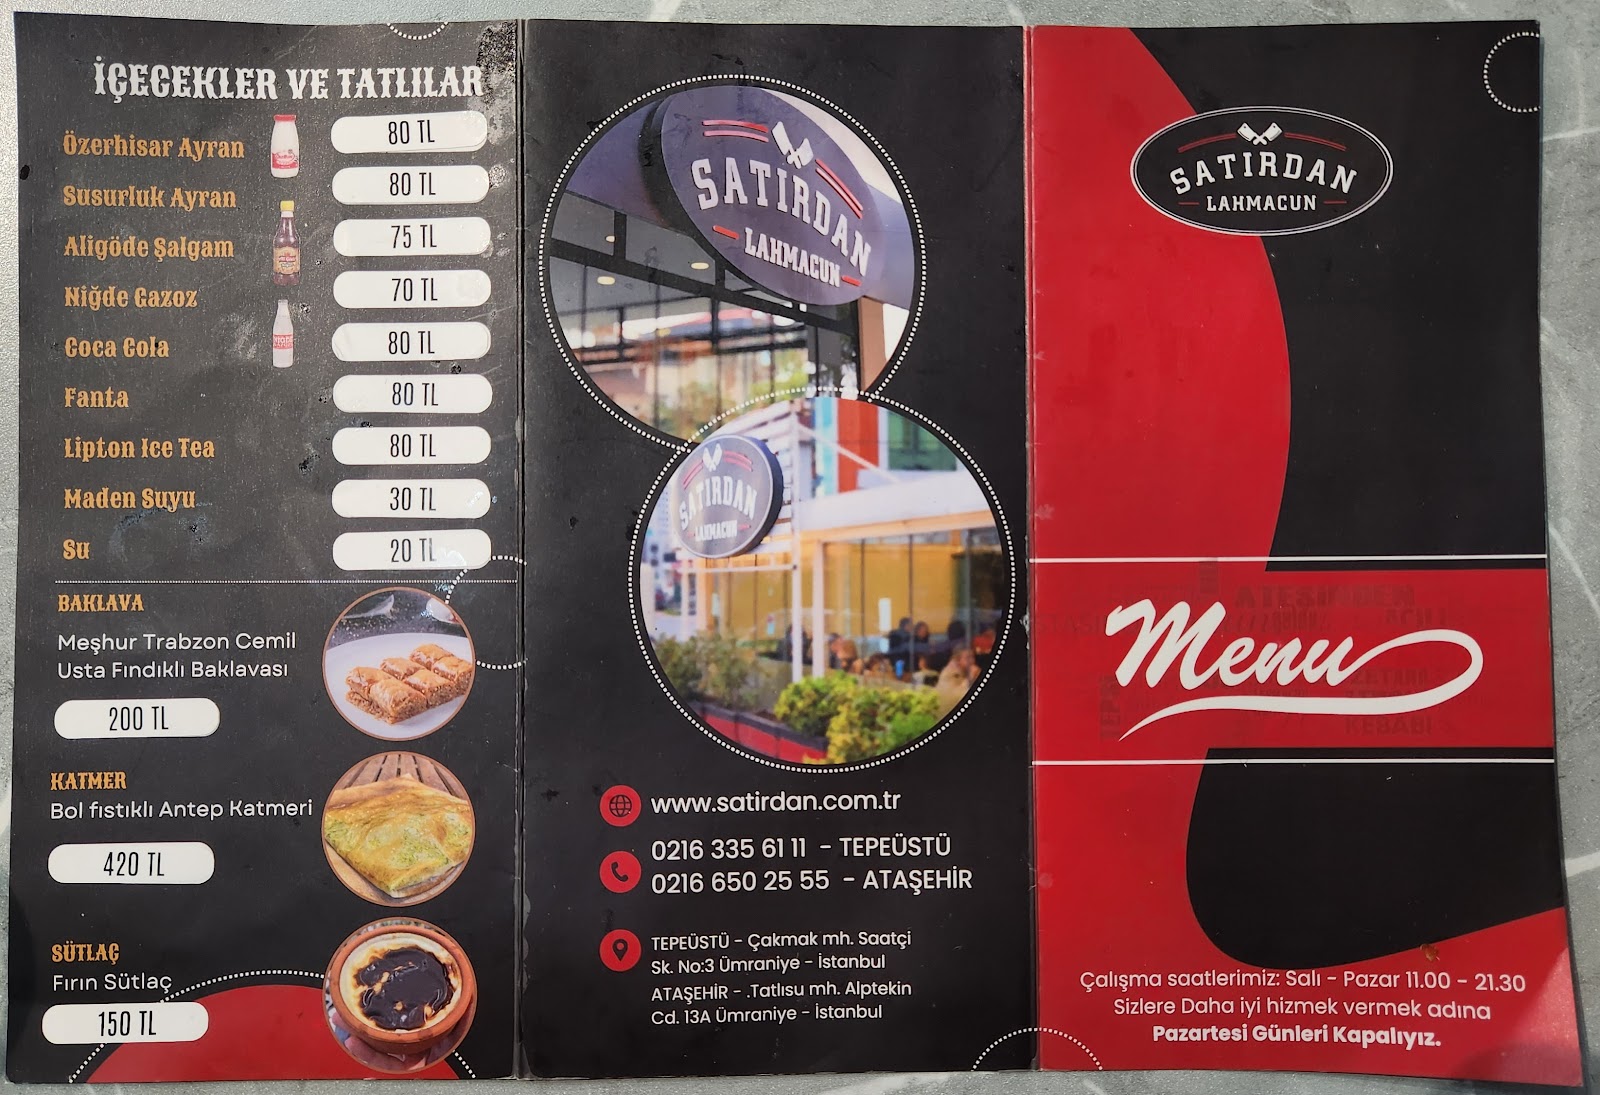 İÇECEKLER VE TATLILAR
Özerhisar Ayran 80 TL
Susurluk Ayran 80 TL
Aligöde Şalgam 75 TL
Niğde Gazoz 70 TL
Coca Cola 80 TL
Fanta 80 TL
Lipton Ice Tea 80 TL
Maden Suyu 30 TL
Su 20 TL
BAKLAVA
Meşhur Trabzon Cemil
Usta Fındıklı Baklavası
200 TL
KATMER
Bol fıstıklı Antep Katmeri
420 TL
SÜTLAÇ
Fırın Sütlaç
150 TL
SATIRDAN
LAHMACUN
SATIRDAN
LAHMACUN
www.satirdan.com.tr
0216 335 61 11 - TEPEÜSTÜ
0216 650 25 55 - ATAŞEHİR
TEPEÜSTÜ - Çakmak mh. Saatçi
Sk. No:3 Ümraniye - İstanbul
ATAŞEHİR - .Tatlısu mh. Alptekin
Cd. 13A Ümraniye - İstanbul
SATIRDAN
LAHMACUN
Menu
Çalışma saatlerimiz: Salı - Pazar 11.00 - 21.30
Sizlere Daha iyi hizmek vermek adına
Pazartesi Günleri Kapalıyız.